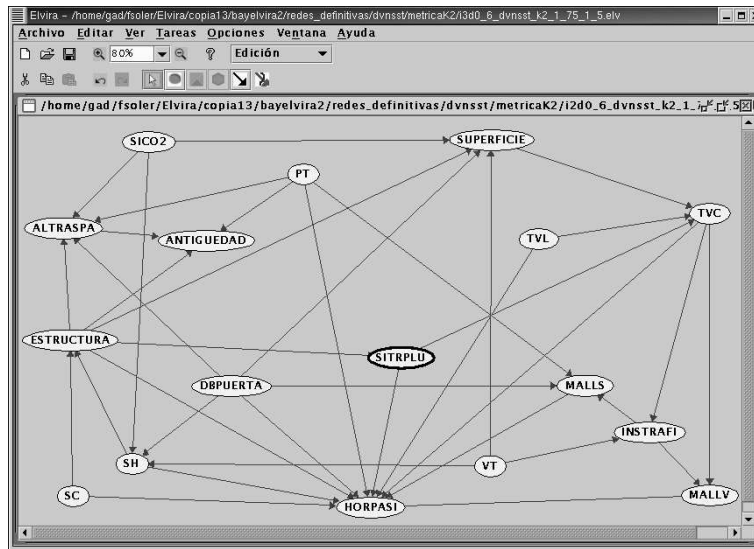 Elvira - /home/gad/fsoler/Elvira/copia13/bayelvira2/redes_definitivas/dvnsst/metricaK2/i3d0_6_dvnsst_k2_1_75_1_5.elv
Archivo Editar Ver Tareas Opciones Ventana Ayuda
80% Edición
/home/gad/fsoler/Elvira/copia13/bayelvira2/redes_definitivas/dvnsst/metricaK2/i2d0_6_dvnsst_k2_1_
SICO2
SUPERFICIE
PT
TVC
ALTRASPA
ANTIGUEDAD
TVL
ESTRUCTURA
SITRPLU
DBPUERTA
MALLS
INSTRAFI
SH
VT
SC
MALLV
HORPASI